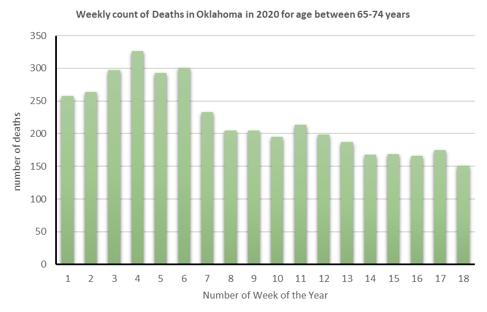 Weekly count of Deaths in Oklahoma in 2020 for age between 65-74 years
350
300
250
200
150
100
50
0
number of deaths
1 2 3 4 5 6 7 8 9 10 11 12 13 14 15 16 17 18
Number of Week of the Year